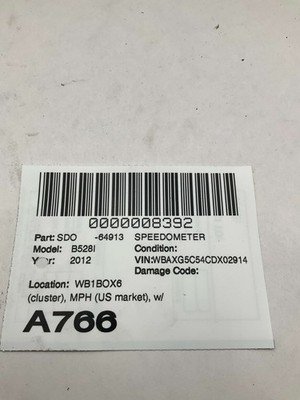 0000008392
Part: SDO -64913 SPEEDOMETER
Model: B528I Condition:
Year: 2012 VIN:WBAXG5C54CDX02914
Damage Code:
Location: WB1BOX6
(cluster), MPH (US market), w/
A766